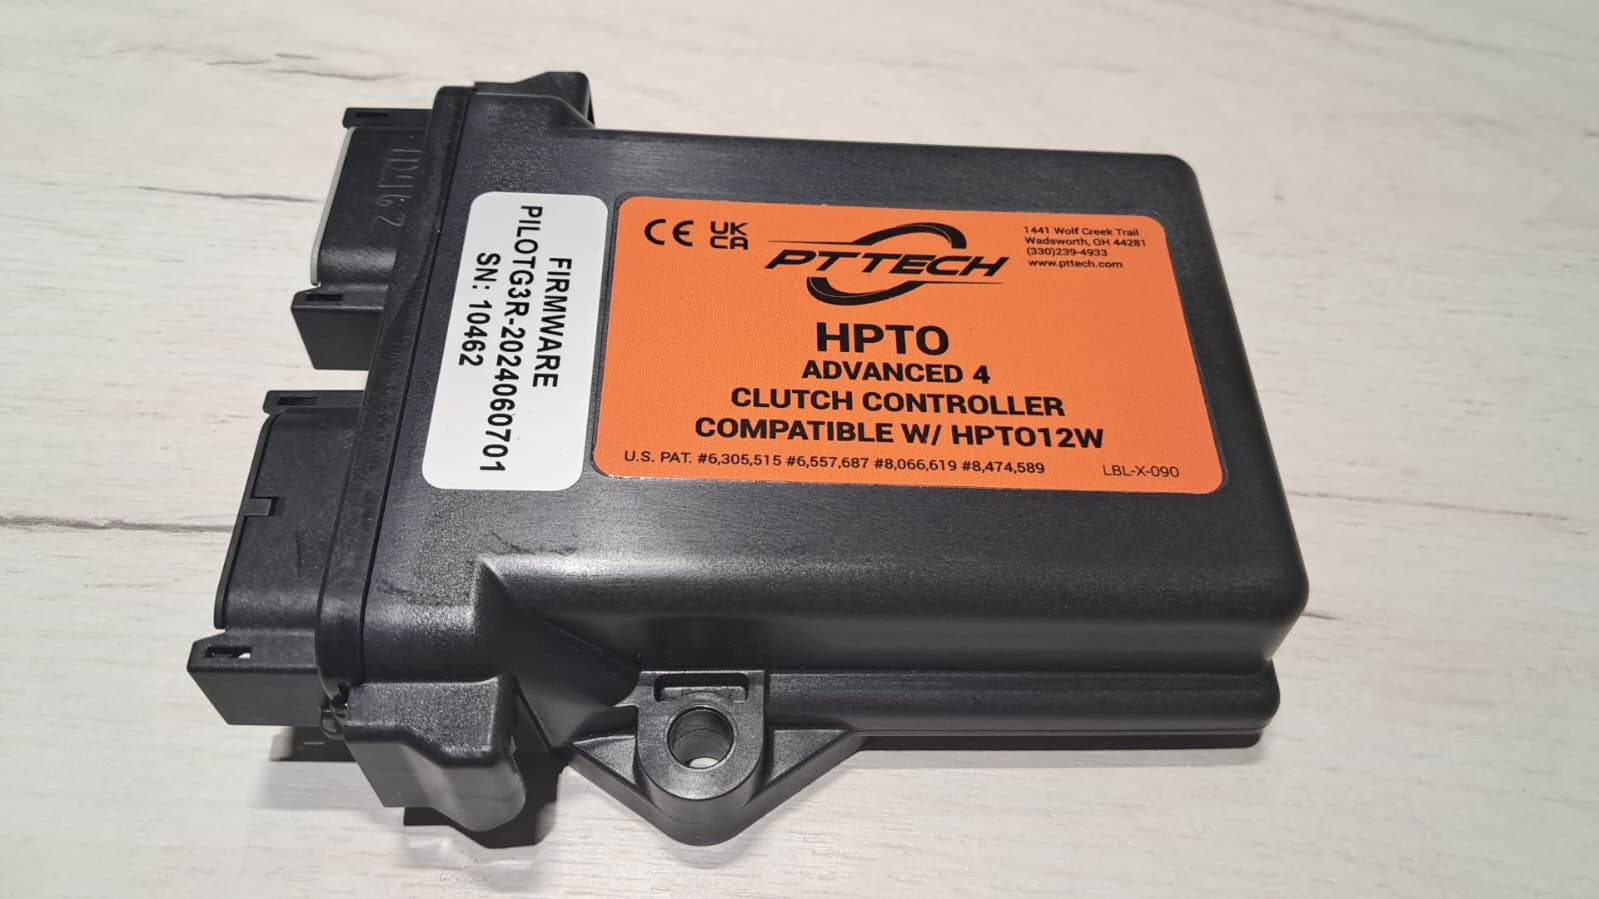 1D462
FIRMWARE
PILOTG3R-2024060701
SN: 10462
CE UK
CA
PT TECH
1441 Wolf Creek Trail
Wadsworth, OH 44281
(330)239-4933
www.pttech.com
HPTO
ADVANCED 4
CLUTCH CONTROLLER
COMPATIBLE W/ HPTO12W
U.S. PAT. #6,305,515 #6,557,687 #8,066,619 #8,474,589
LBL-X-090